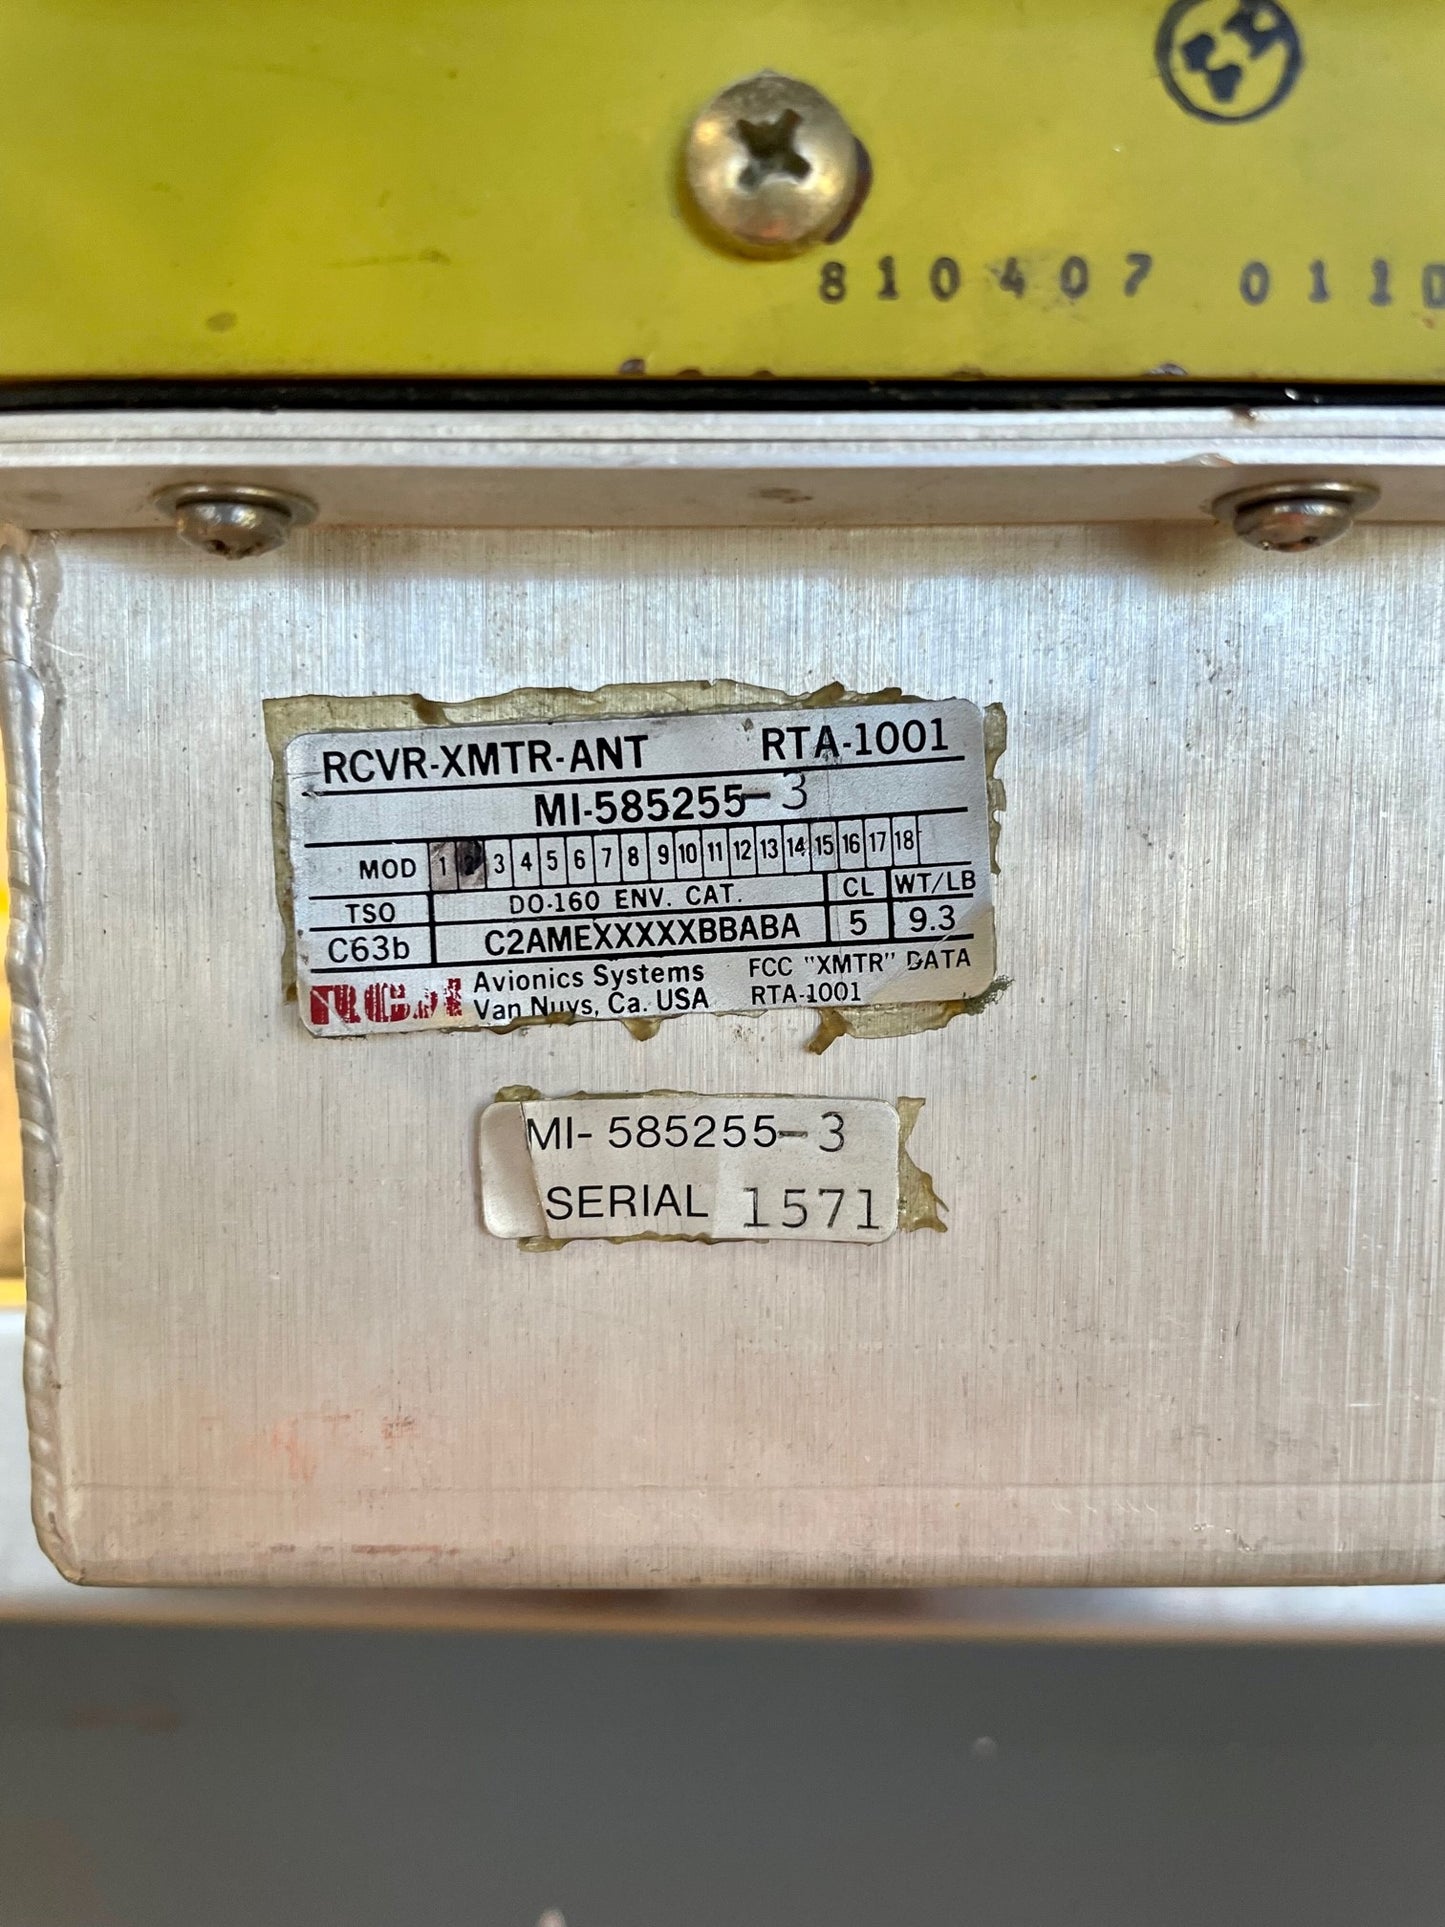 810407 0110
RCVR-XMTR-ANT RTA-1001
MI-585255-3
MOD 1 2 3 4 5 6 7 8 9 10 11 12 13 14 15 16 17 18
TSO DO-160 ENV. CAT. CL WT/LB
C63b C2AMEXXXXXBBABA 5 9.3
RCA Avionics Systems FCC "XMTR" DATA
Van Nuys, Ca. USA RTA-1001
MI-585255-3
SERIAL 1571